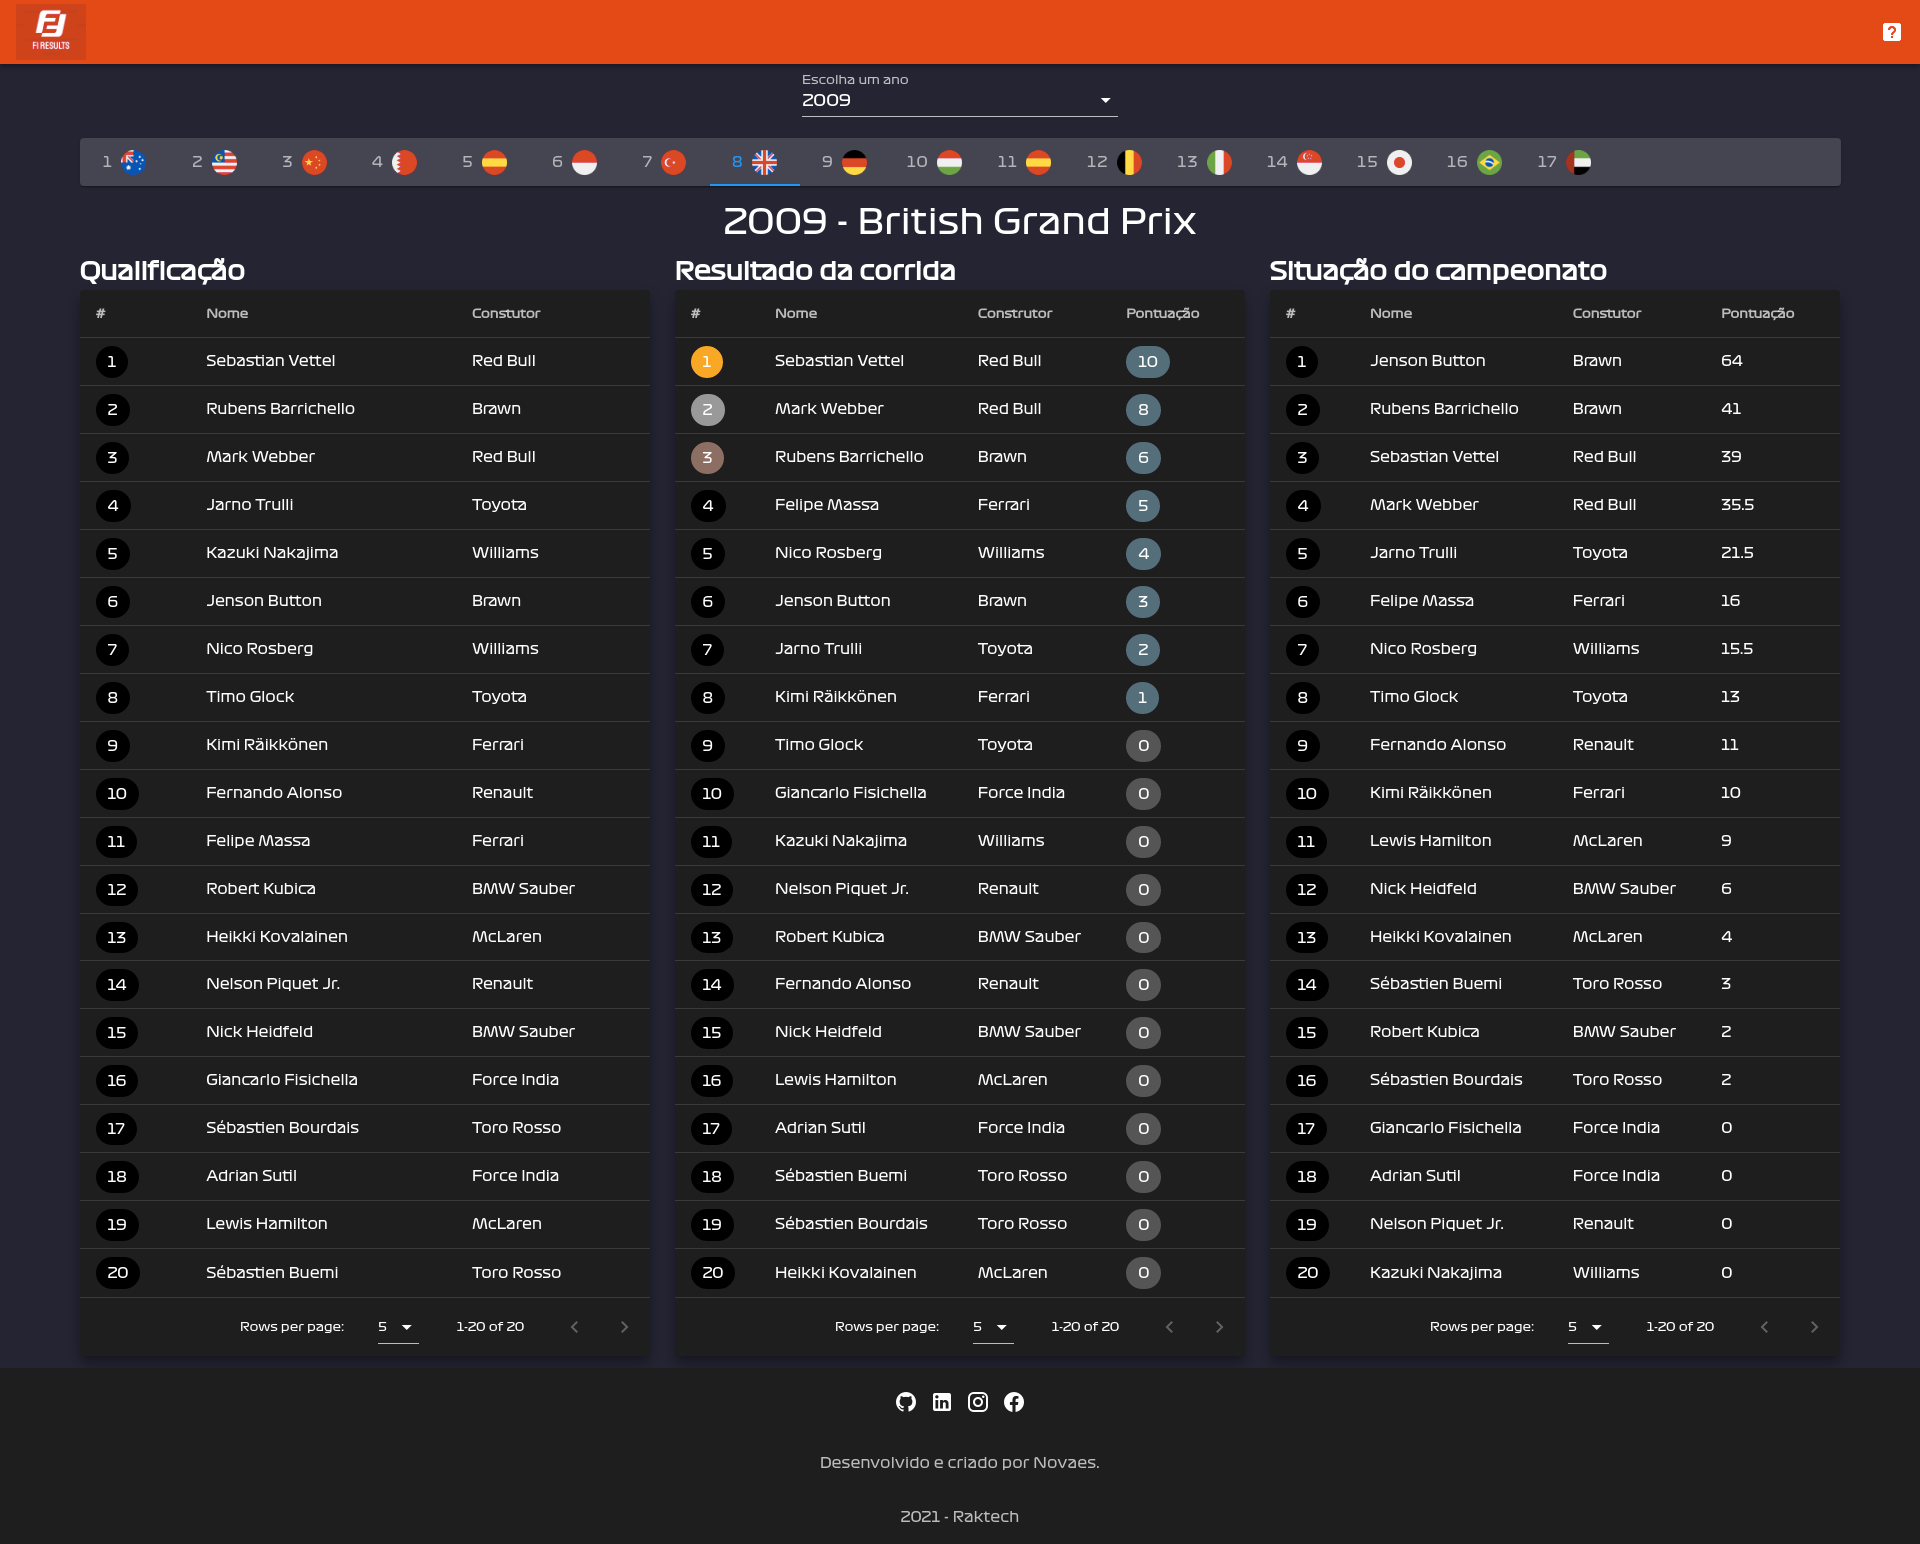 F1 RESULTS
Escolha um ano
2009
1 2 3 4 5 6 7 8 9 10 11 12 13 14 15 16 17
2009 - British Grand Prix
Qualificação
# Nome Constutor
1 Sebastian Vettel Red Bull
2 Rubens Barrichello Brawn
3 Mark Webber Red Bull
4 Jarno Trulli Toyota
5 Kazuki Nakajima Williams
6 Jenson Button Brawn
7 Nico Rosberg Williams
8 Timo Glock Toyota
9 Kimi Räikkönen Ferrari
10 Fernando Alonso Renault
11 Felipe Massa Ferrari
12 Robert Kubica BMW Sauber
13 Heikki Kovalainen McLaren
14 Nelson Piquet Jr. Renault
15 Nick Heidfeld BMW Sauber
16 Giancarlo Fisichella Force India
17 Sébastien Bourdais Toro Rosso
18 Adrian Sutil Force India
19 Lewis Hamilton McLaren
20 Sébastien Buemi Toro Rosso
Rows per page: 5 1-20 of 20
Resultado da corrida
# Nome Construtor Pontuação
1 Sebastian Vettel Red Bull 10
2 Mark Webber Red Bull 8
3 Rubens Barrichello Brawn 6
4 Felipe Massa Ferrari 5
5 Nico Rosberg Williams 4
6 Jenson Button Brawn 3
7 Jarno Trulli Toyota 2
8 Kimi Räikkönen Ferrari 1
9 Timo Glock Toyota 0
10 Giancarlo Fisichella Force India 0
11 Kazuki Nakajima Williams 0
12 Nelson Piquet Jr. Renault 0
13 Robert Kubica BMW Sauber 0
14 Fernando Alonso Renault 0
15 Nick Heidfeld BMW Sauber 0
16 Lewis Hamilton McLaren 0
17 Adrian Sutil Force India 0
18 Sébastien Buemi Toro Rosso 0
19 Sébastien Bourdais Toro Rosso 0
20 Heikki Kovalainen McLaren 0
Rows per page: 5 1-20 of 20
Situação do campeonato
# Nome Constutor Pontuação
1 Jenson Button Brawn 64
2 Rubens Barrichello Brawn 41
3 Sebastian Vettel Red Bull 39
4 Mark Webber Red Bull 35.5
5 Jarno Trulli Toyota 21.5
6 Felipe Massa Ferrari 16
7 Nico Rosberg Williams 15.5
8 Timo Glock Toyota 13
9 Fernando Alonso Renault 11
10 Kimi Räikkönen Ferrari 10
11 Lewis Hamilton McLaren 9
12 Nick Heidfeld BMW Sauber 6
13 Heikki Kovalainen McLaren 4
14 Sébastien Buemi Toro Rosso 3
15 Robert Kubica BMW Sauber 2
16 Sébastien Bourdais Toro Rosso 2
17 Giancarlo Fisichella Force India 0
18 Adrian Sutil Force India 0
19 Nelson Piquet Jr. Renault 0
20 Kazuki Nakajima Williams 0
Rows per page: 5 1-20 of 20
Desenvolvido e criado por Novaes.
2021 - Raktech